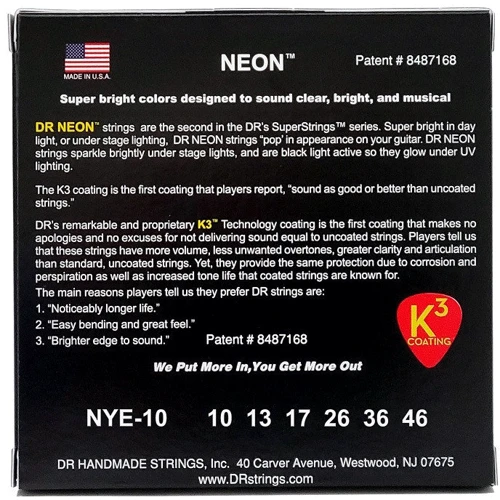 NEON™ Patent # 8487168
MADE IN U.S.A.
Super bright colors designed to sound clear, bright, and musical
DR NEON™ strings are the second in the DR's SuperStrings™ series. Super bright in day
light, or under stage lighting, DR NEON strings "pop' in appearance on your guitar. DR NEON
strings sparkle brightly under stage lights, and are black light active so they glow under UV
lighting.
The K3 coating is the first coating that players report, "sound as good or better than uncoated
strings."
DR's remarkable and proprietary K3™ Technology coating is the first coating that makes no
apologies and no excuses for not delivering sound equal to uncoated strings. Players tell us
that these strings have more volume, less unwanted overtones, greater clarity and articulation
than standard, uncoated strings. Yet, they provide the same protection due to corrosion and
perspiration as well as increased tone life that coated strings are known for.
The main reasons players tell us they prefer DR strings are:
1. "Noticeably longer life."
2. "Easy bending and great feel."
3. "Brighter edge to sound." Patent # 8487168
K3
COATING
We Put More In,You Get More Out
NYE-10 10 13 17 26 36 46
DR HANDMADE STRINGS, Inc. 40 Carver Avenue, Westwood, NJ 07675
www.DRstrings.com